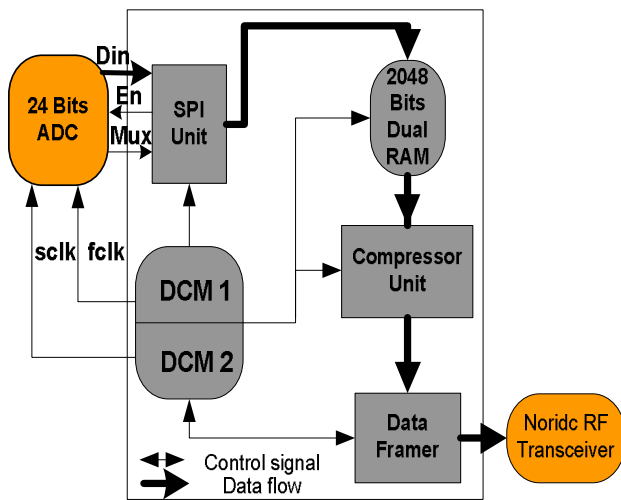 Din
En
Mux
24 Bits
ADC
SPI
Unit
2048
Bits
Dual
RAM
sclk
fclk
DCM 1
DCM 2
Compressor
Unit
Data
Framer
Noridc RF
Transceiver
Control signal
Data flow